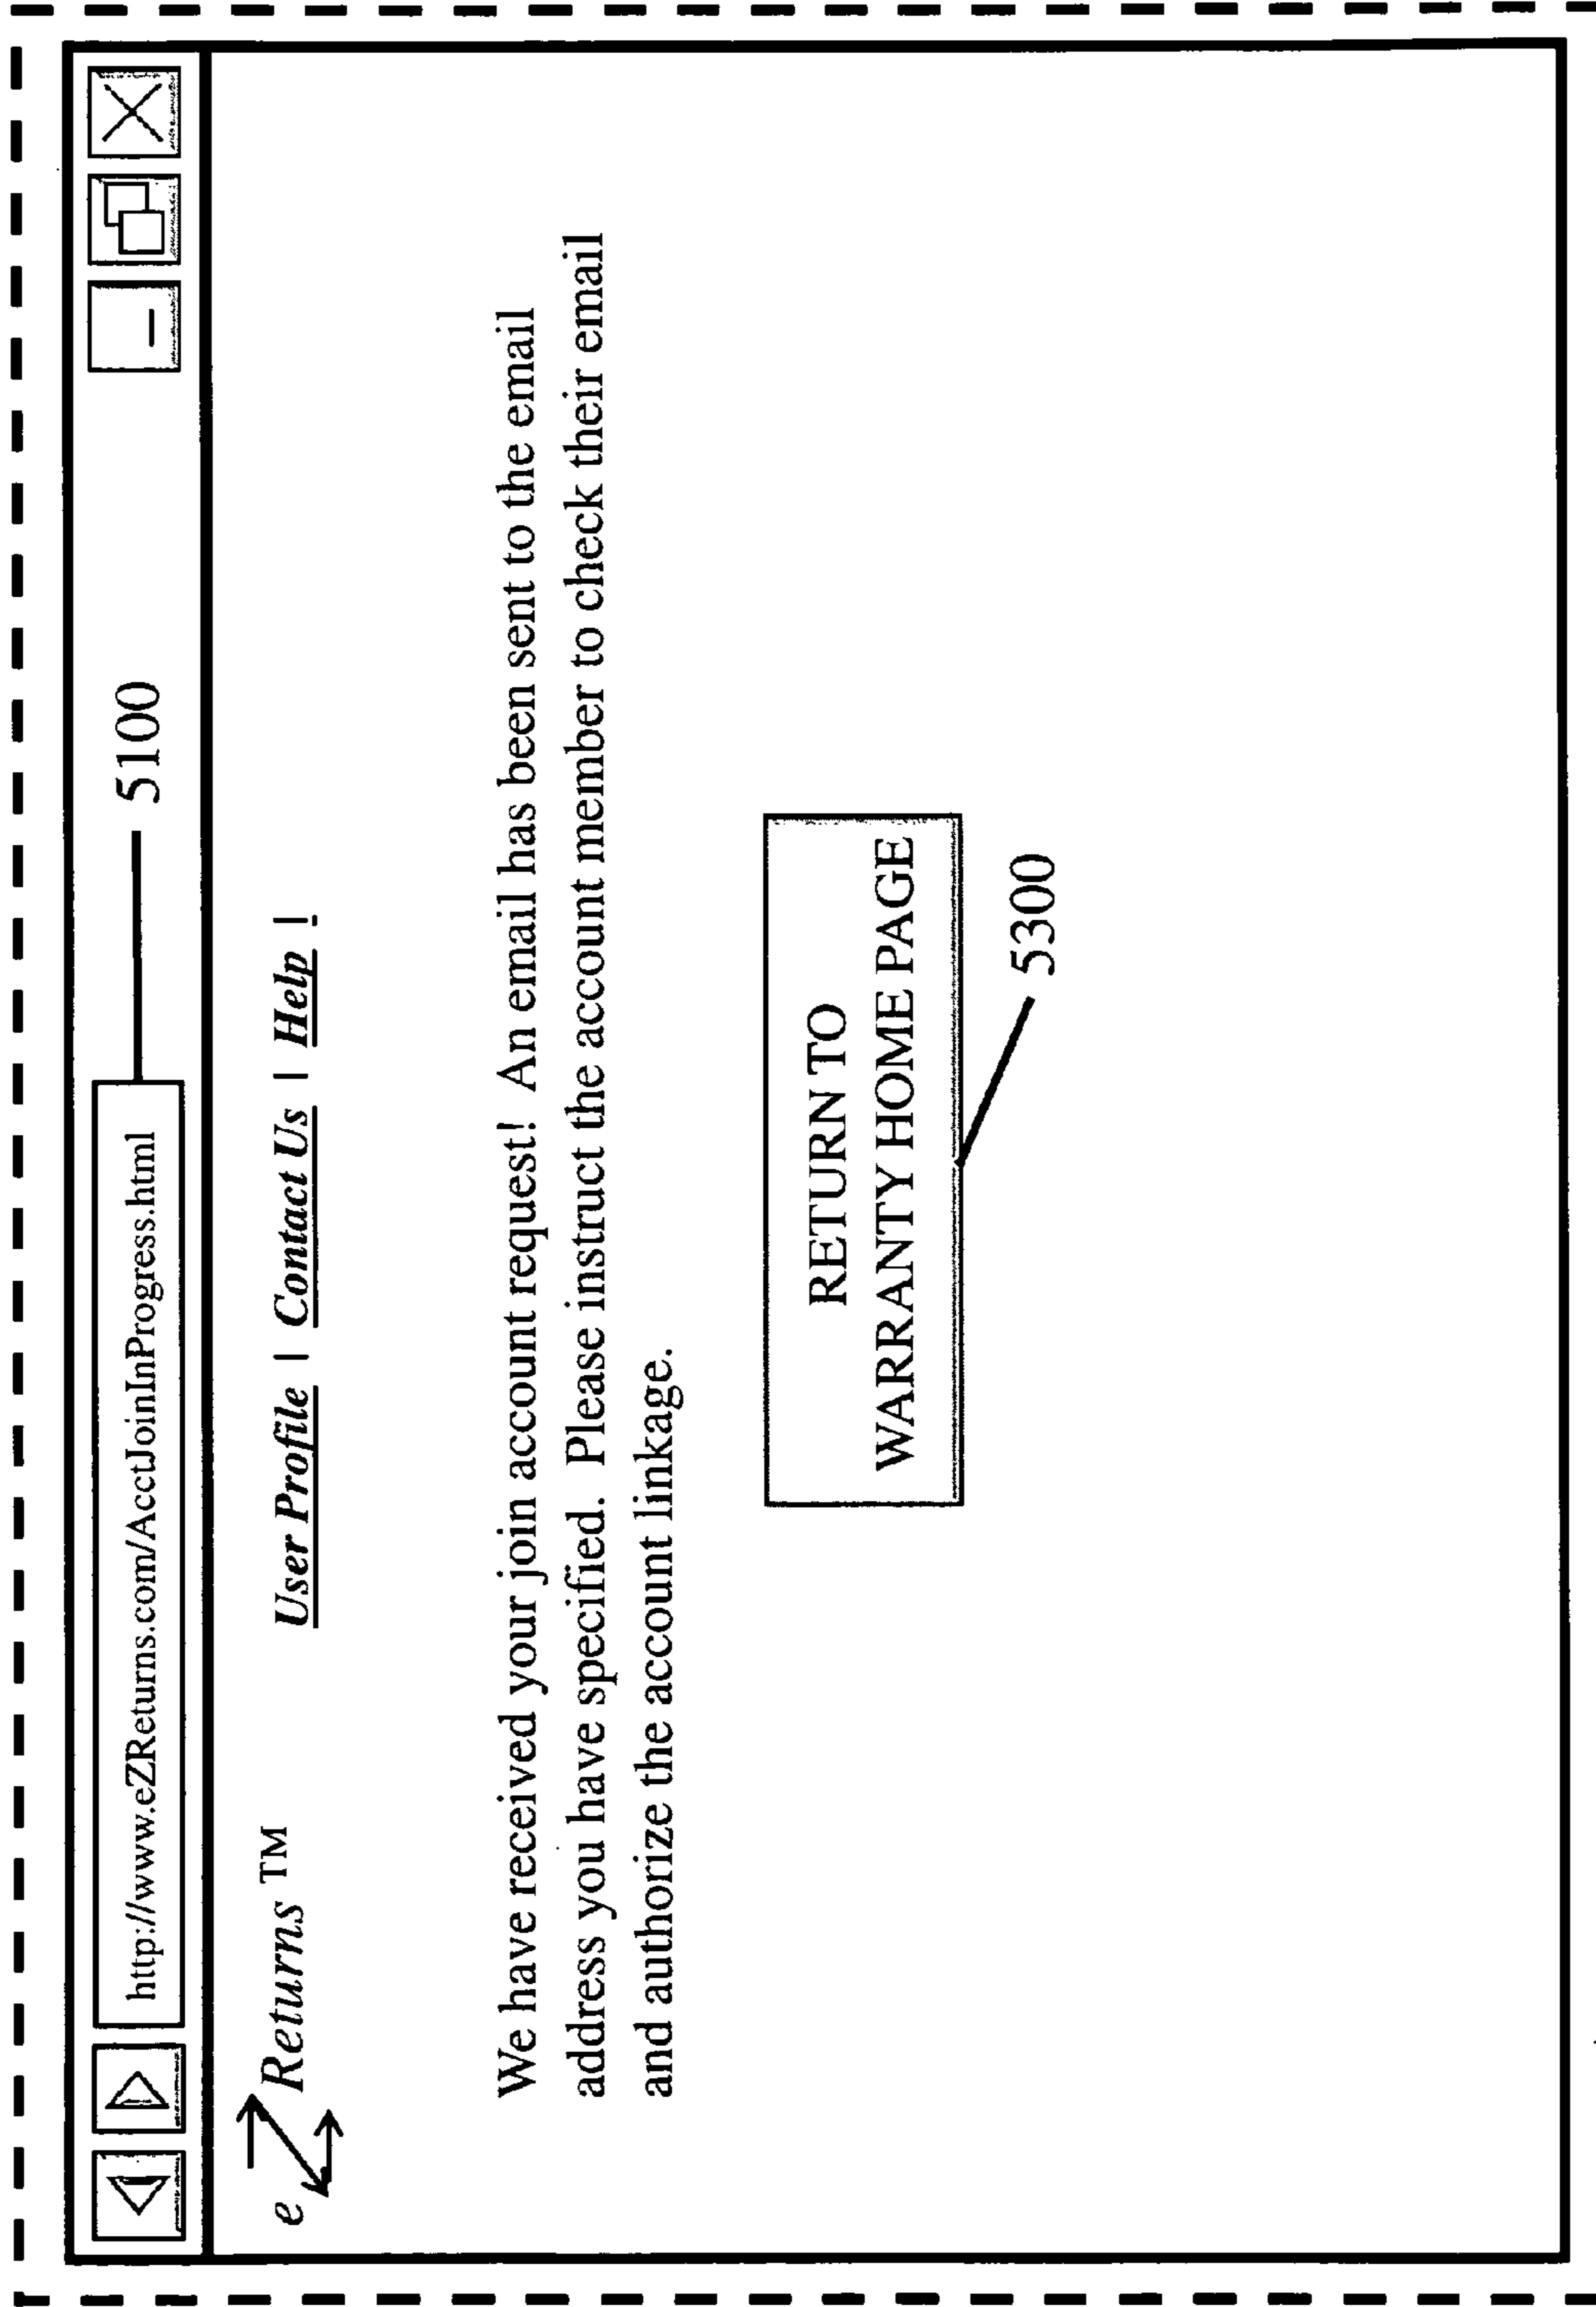 http://www.eZReturns.com/AcctJoinInProgress.html 5100
eZ Returns™ User Profile | Contact Us | Help |
We have received your join account request! An email has been sent to the email
address you have specified. Please instruct the account member to check their email
and authorize the account linkage.
RETURN TO
WARRANTY HOME PAGE
5300